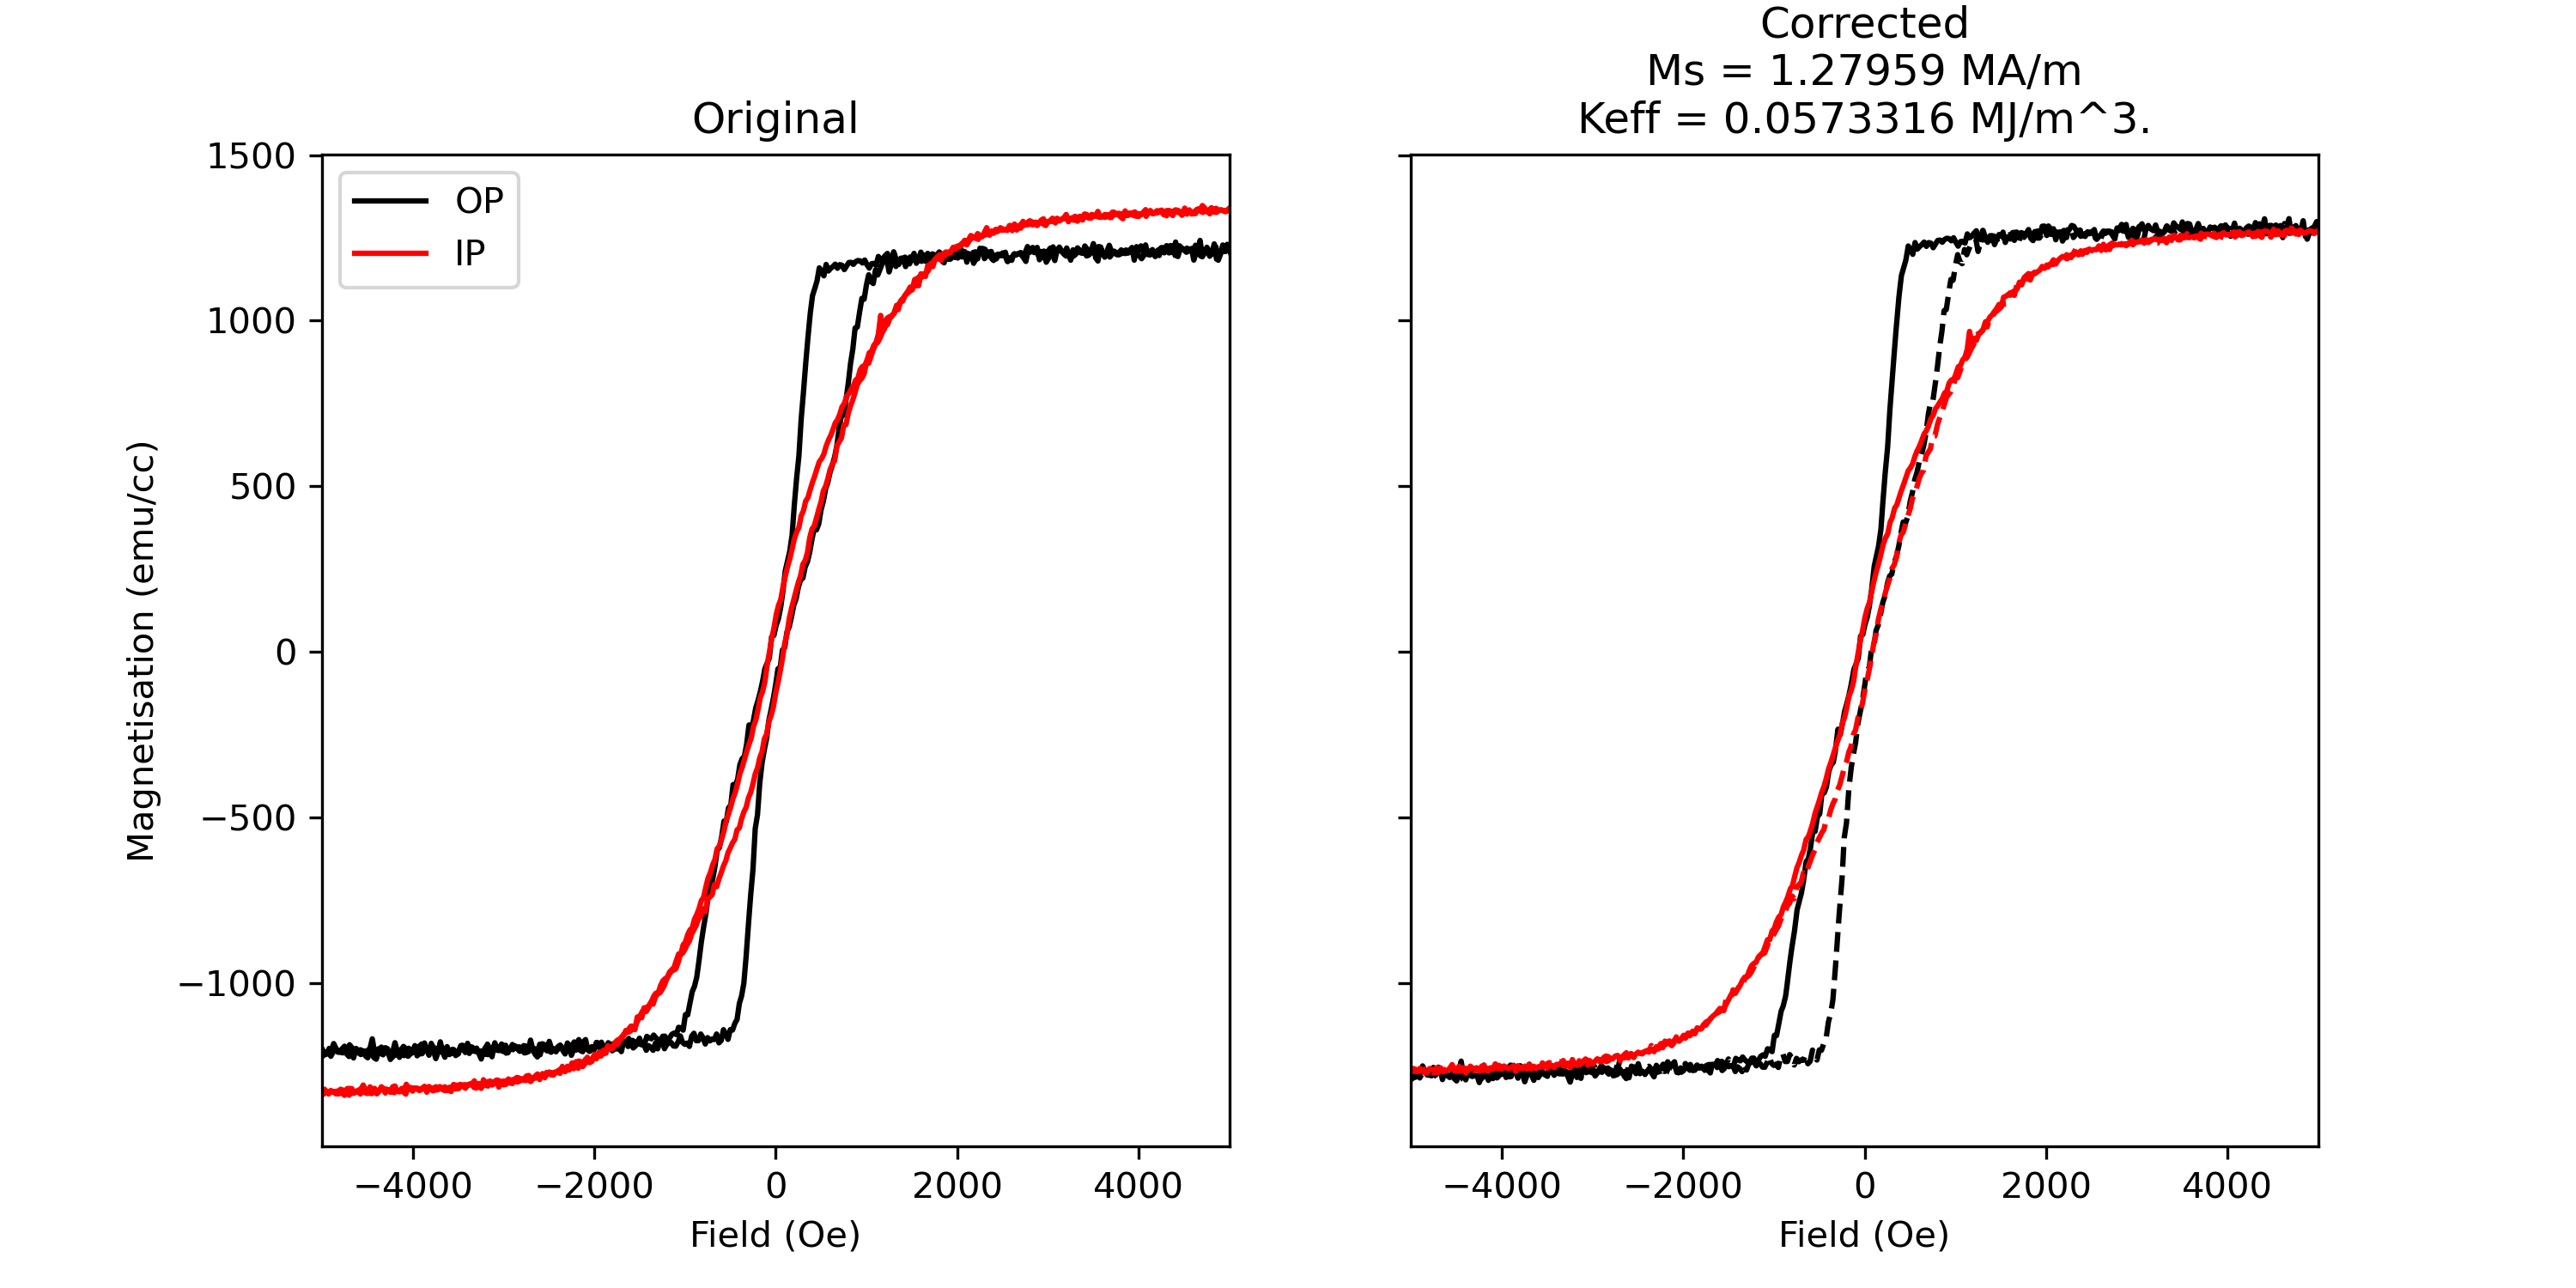 Original
Corrected
Ms = 1.27959 MA/m
Keff = 0.0573316 MJ/m^3.
OP
IP
Magnetisation (emu/cc)
1500
1000
500
0
−500
−1000
−4000 −2000 0 2000 4000
Field (Oe)
−4000 −2000 0 2000 4000
Field (Oe)